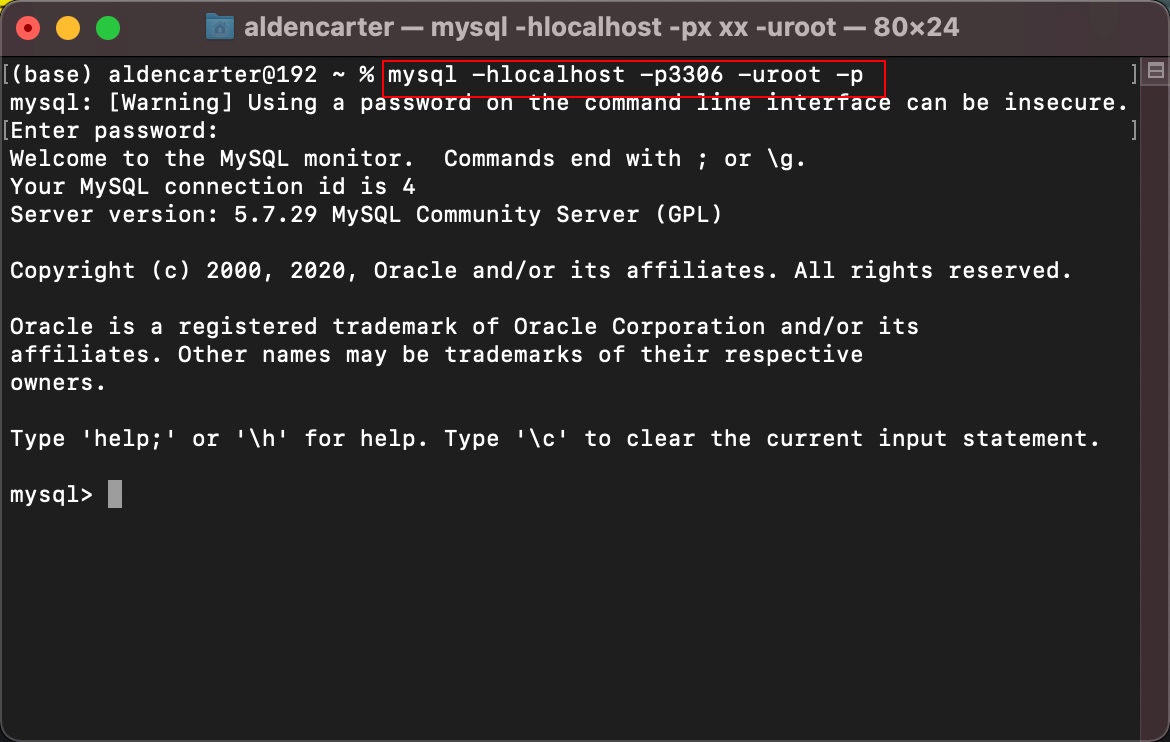 aldencarter — mysql -hlocalhost -px xx -uroot — 80×24
[(base) aldencarter@192 ~ % mysql -hlocalhost -p3306 -uroot -p ]
mysql: [Warning] Using a password on the command line interface can be insecure.
[Enter password: ]
Welcome to the MySQL monitor.  Commands end with ; or \g.
Your MySQL connection id is 4
Server version: 5.7.29 MySQL Community Server (GPL)
Copyright (c) 2000, 2020, Oracle and/or its affiliates. All rights reserved.
Oracle is a registered trademark of Oracle Corporation and/or its
affiliates. Other names may be trademarks of their respective
owners.
Type 'help;' or '\h' for help. Type '\c' to clear the current input statement.
mysql>